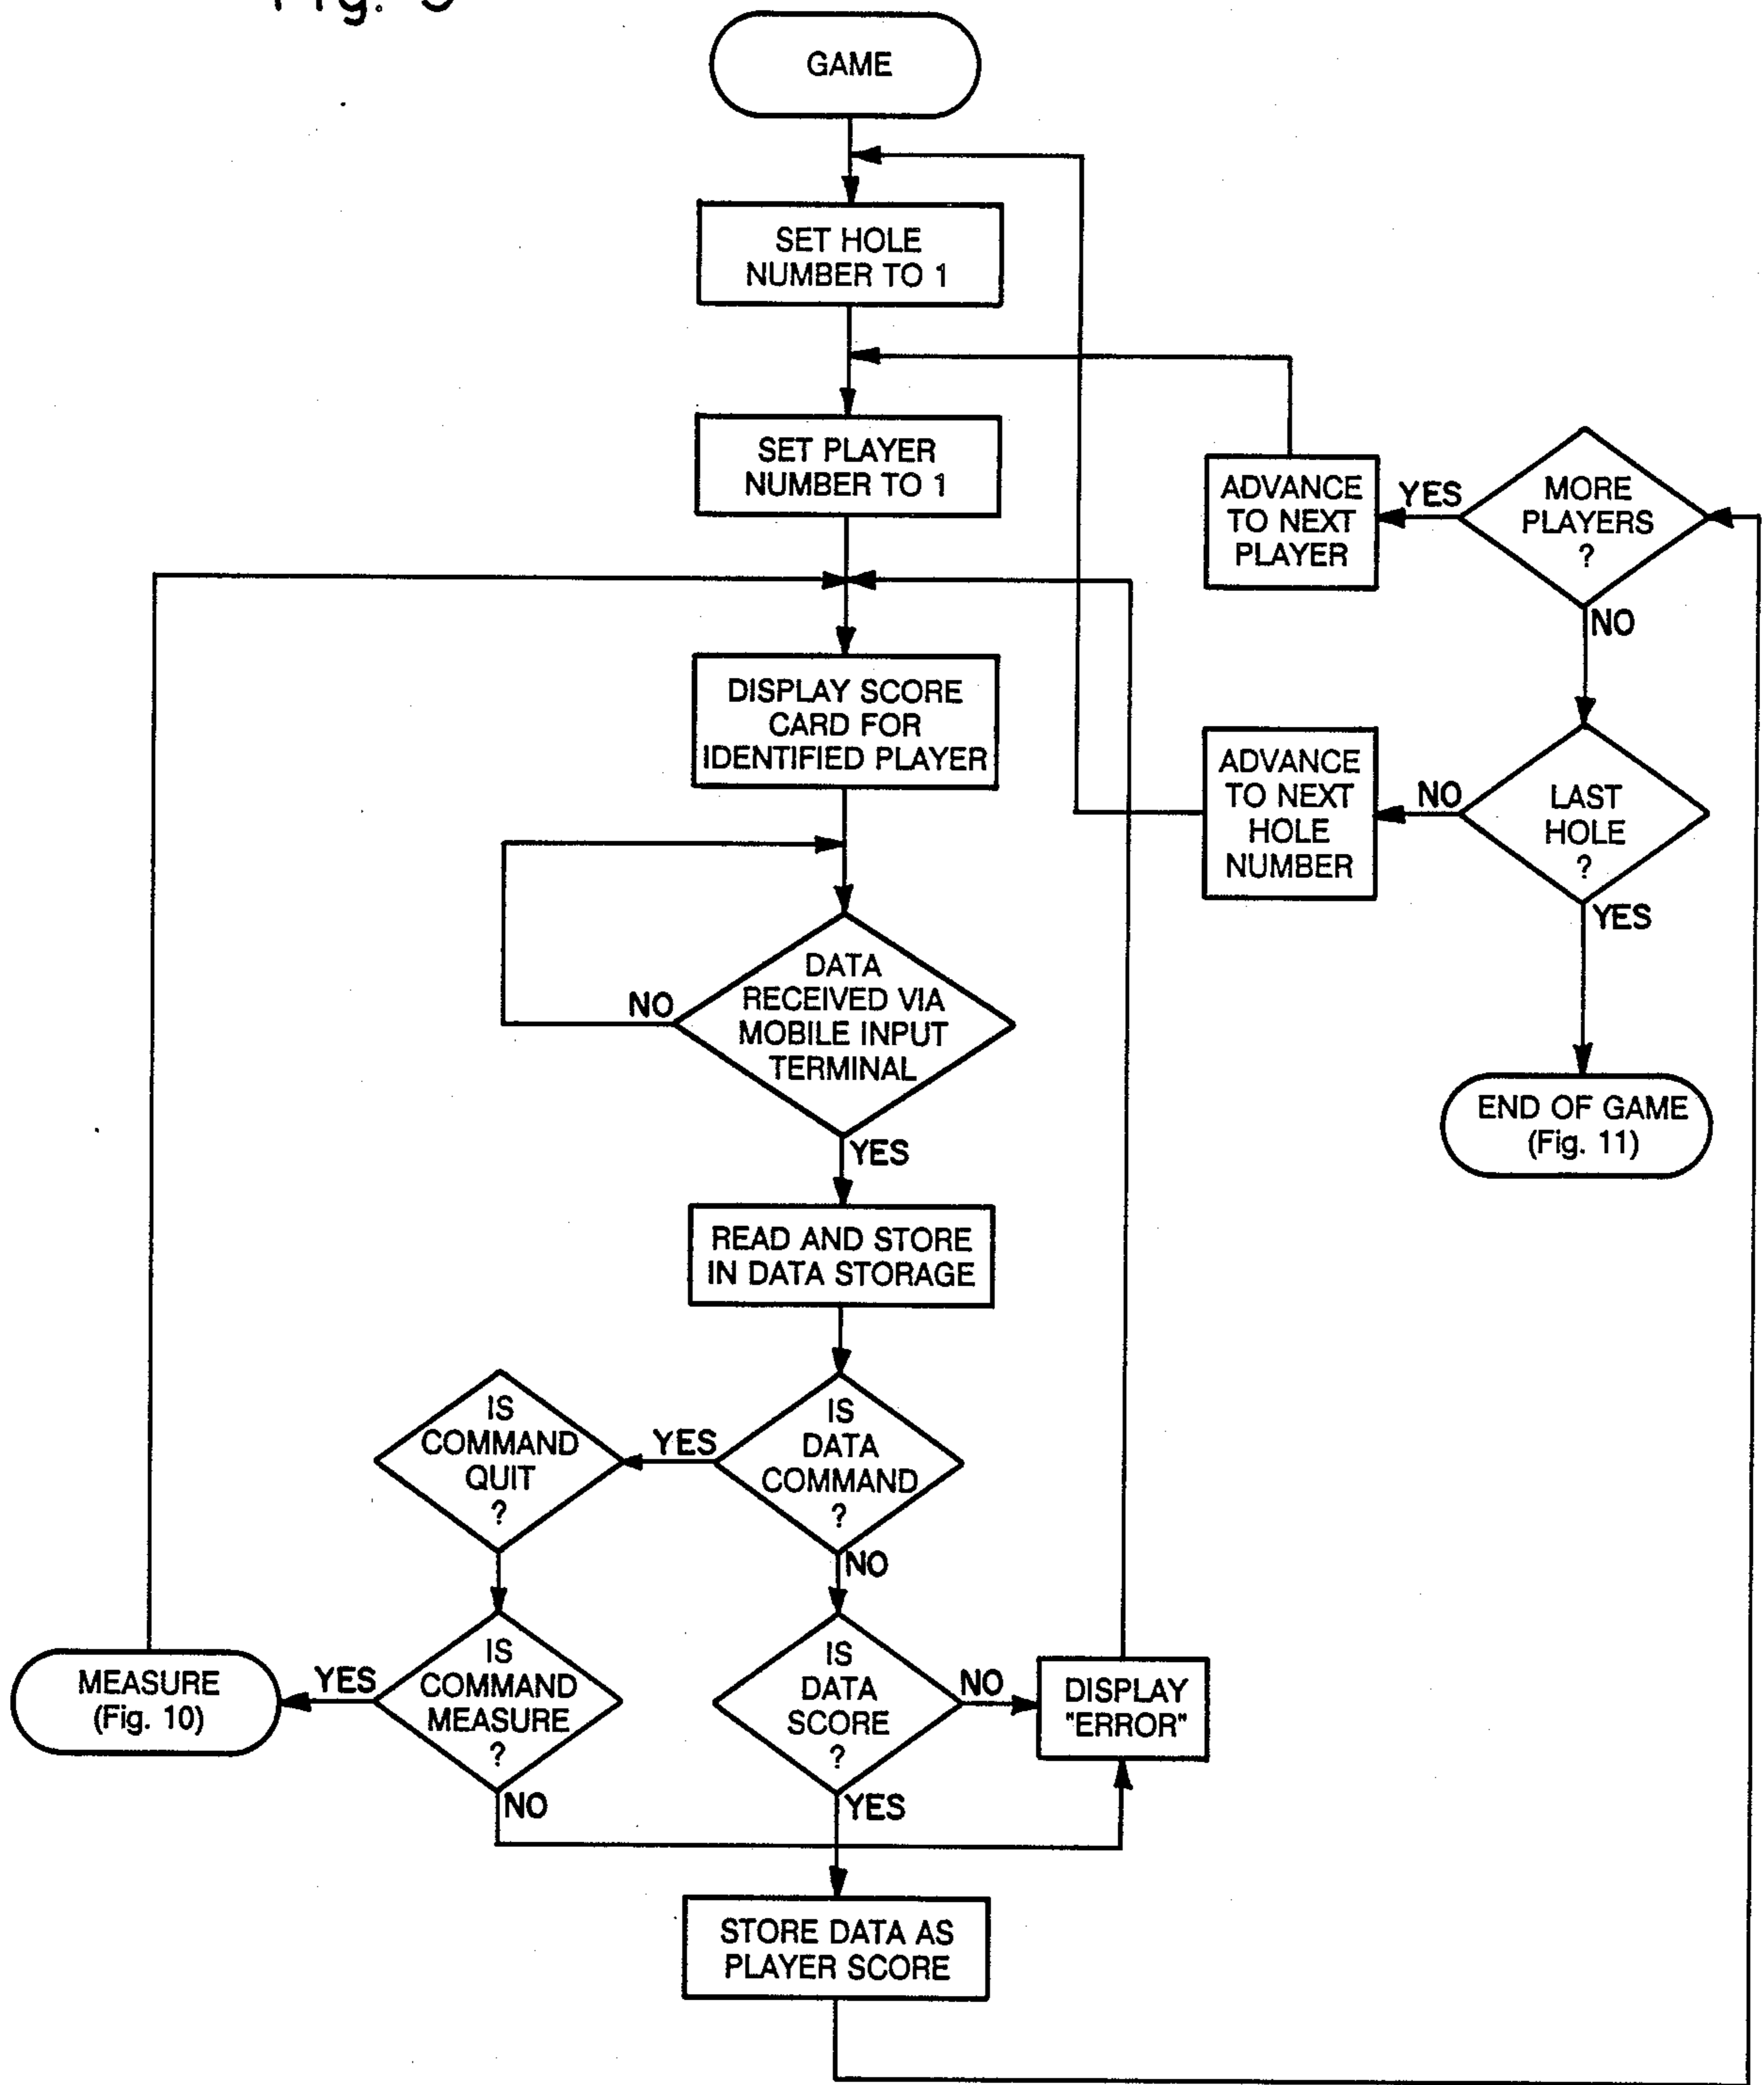 Fig.
GAME
SET HOLE
NUMBER TO 1
SET PLAYER
NUMBER TO 1
ADVANCE
TO NEXT
PLAYER
YES
MORE
PLAYERS
?
NO
DISPLAY SCORE
CARD FOR
IDENTIFIED PLAYER
ADVANCE
TO NEXT
HOLE
NUMBER
NO
LAST
HOLE
?
YES
DATA
RECEIVED VIA
MOBILE INPUT
TERMINAL
NO
YES
END OF GAME
(Fig. 11)
READ AND STORE
IN DATA STORAGE
IS
COMMAND
QUIT
?
YES
IS
DATA
COMMAND
?
NO
MEASURE
(Fig. 10)
YES
IS
COMMAND
MEASURE
?
NO
IS
DATA
SCORE
?
NO
YES
DISPLAY
"ERROR"
STORE DATA AS
PLAYER SCORE